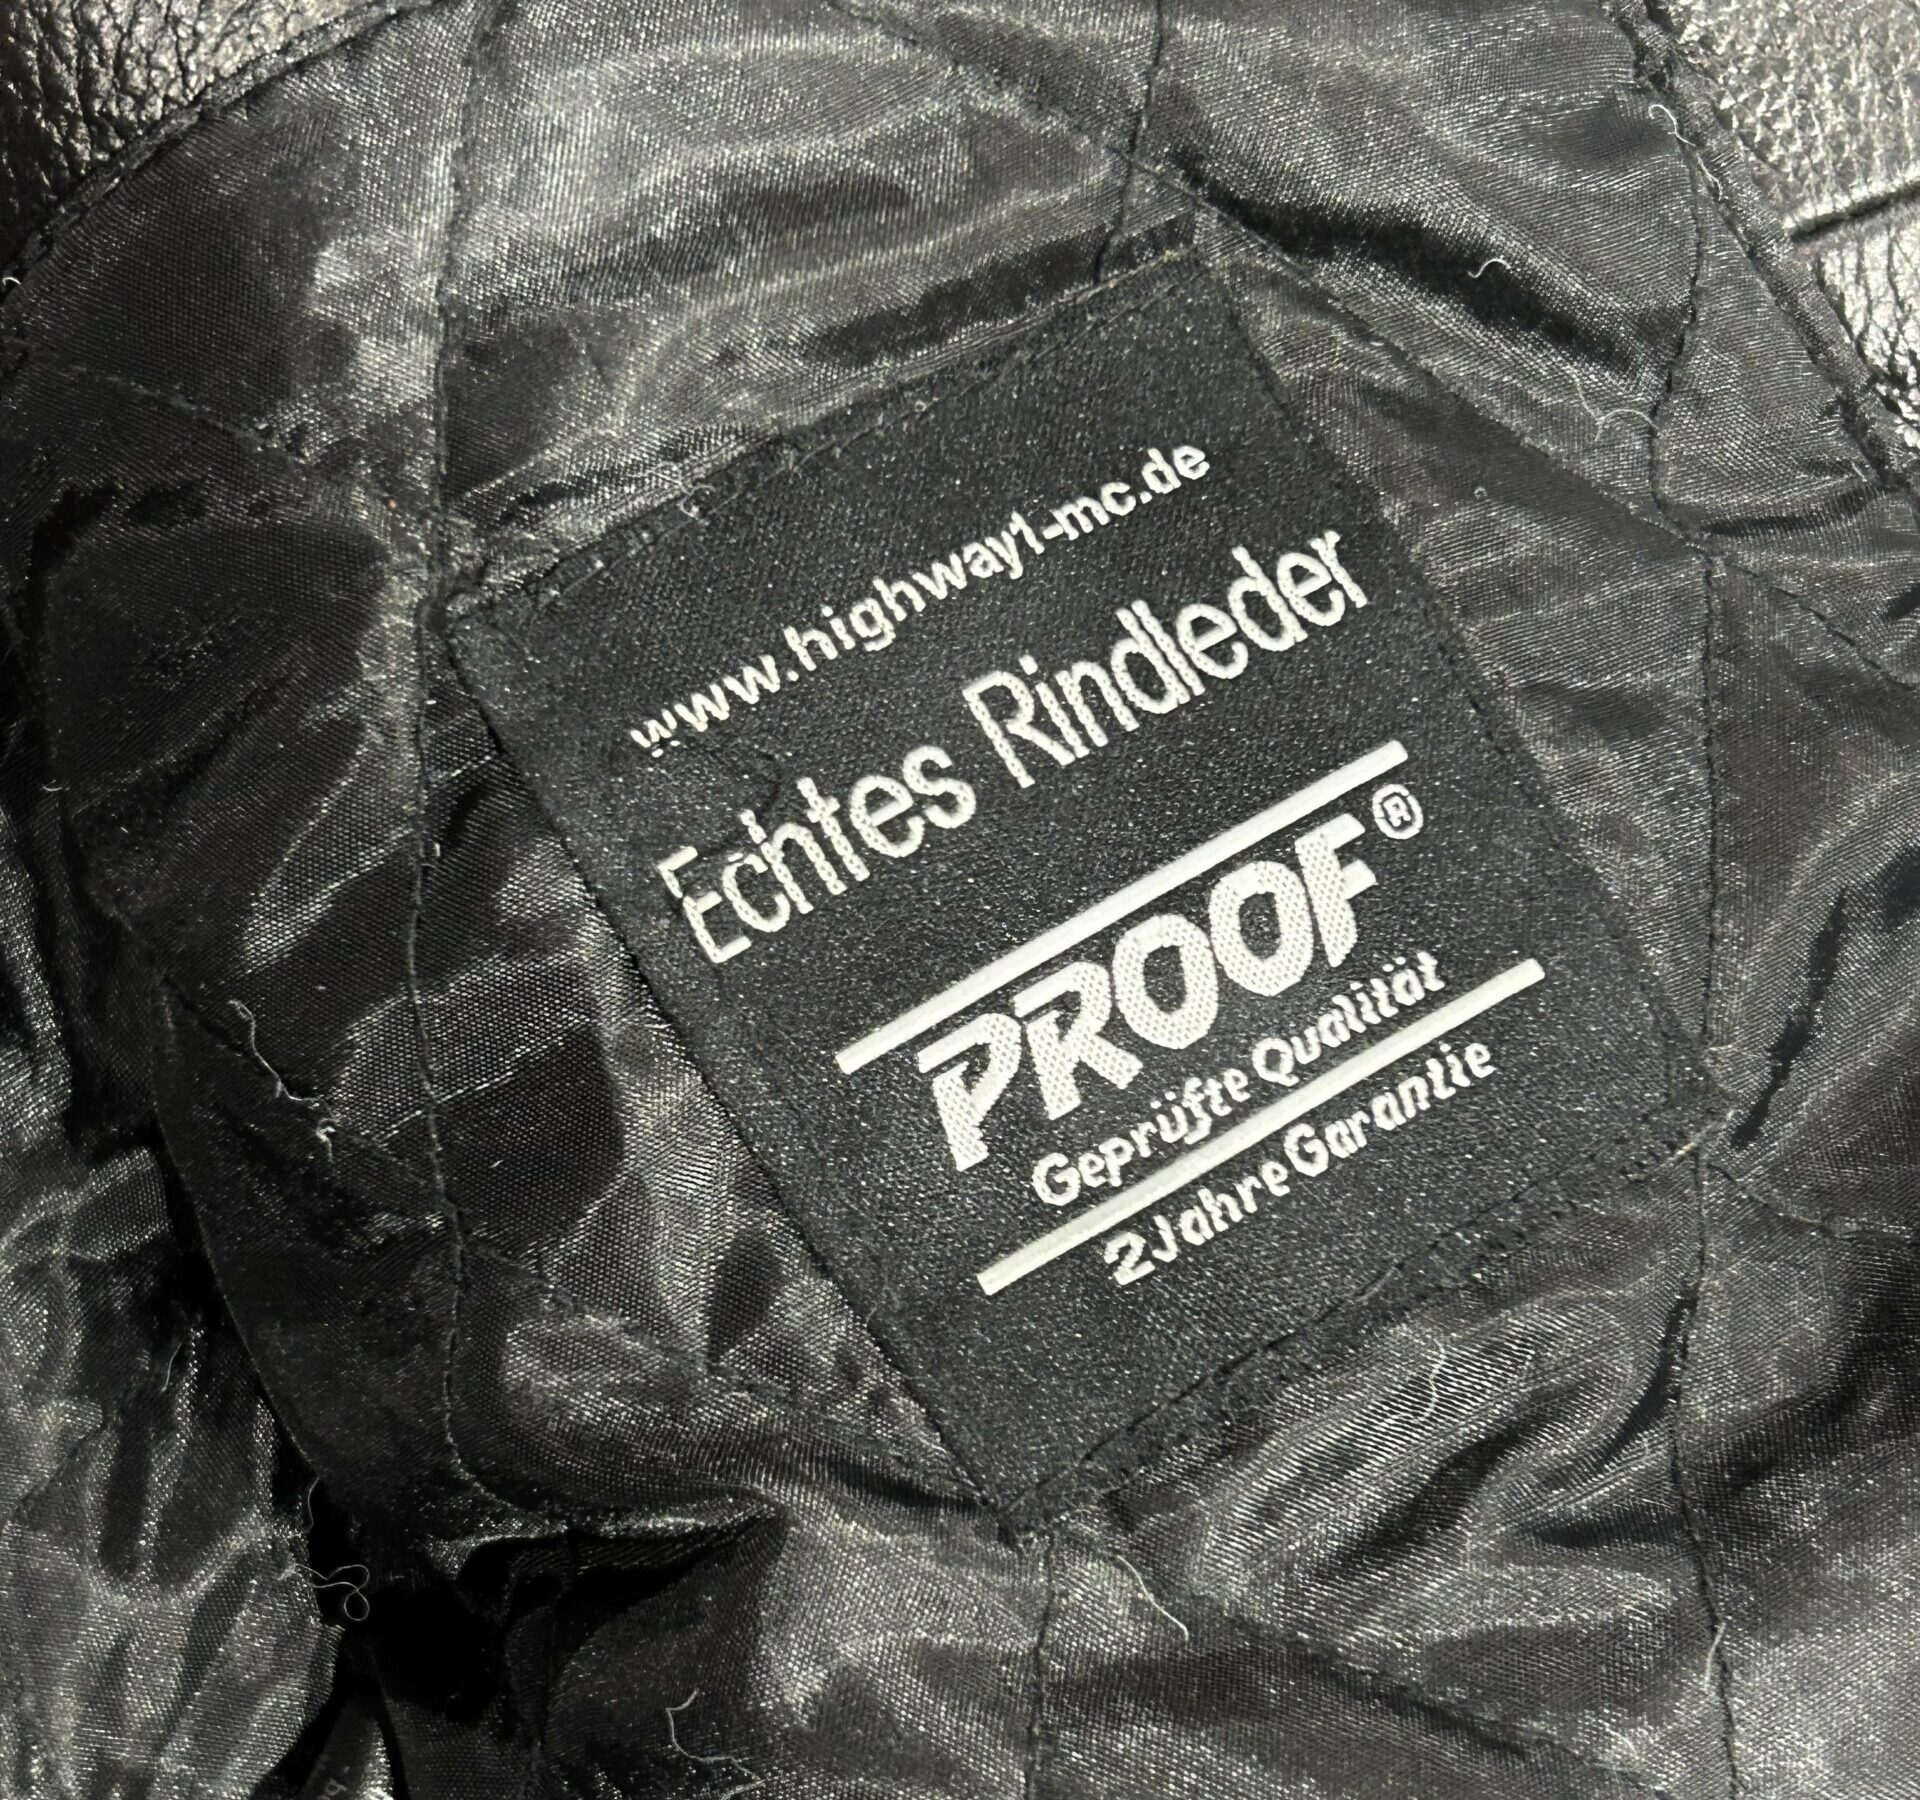 www.highway1-mc.de
Echtes Rindleder
PROOF®
Geprüfte Qualität
2 Jahre Garantie